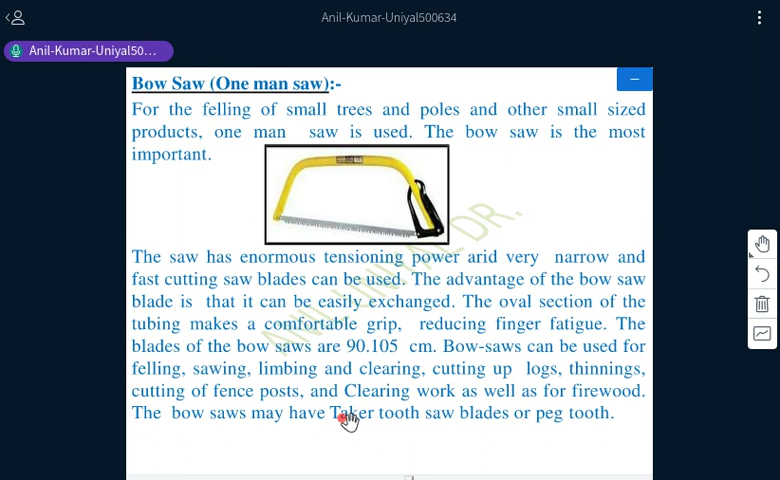 Anil-Kumar-Uniyal500634
Anil-Kumar-Uniyal50...
Bow Saw (One man saw):-
For the felling of small trees and poles and other small sized
products, one man saw is used. The bow saw is the most
important.
The saw has enormous tensioning power arid very narrow and
fast cutting saw blades can be used. The advantage of the bow saw
blade is that it can be easily exchanged. The oval section of the
tubing makes a comfortable grip, reducing finger fatigue. The
blades of the bow saws are 90.105 cm. Bow-saws can be used for
felling, sawing, limbing and clearing, cutting up logs, thinnings,
cutting of fence posts, and Clearing work as well as for firewood.
The bow saws may have Taker tooth saw blades or peg tooth.